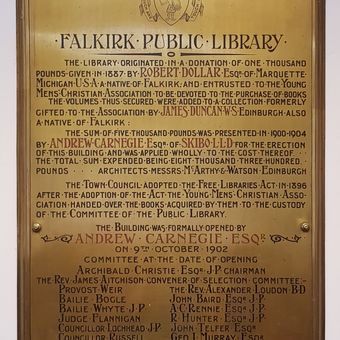 ·FALKIRK·PUBLIC·LIBRARY·
THE LIBRARY ORIGINATED IN A DONATION OF ONE THOUSAND
POUNDS GIVEN IN 1887 BY ROBERT DOLLAR ESQR OF MARQUETTE
MICHIGAN U·S·A A NATIVE OF FALKIRK AND ENTRUSTED TO THE YOUNG
MENS CHRISTIAN ASSOCIATION TO BE DEVOTED TO THE PURCHASE OF BOOKS
THE VOLUMES THUS SECURED WERE ADDED TO A COLLECTION FORMERLY
GIFTED TO THE ASSOCIATION BY JAMES DUNCAN W·S EDINBURGH ALSO
A NATIVE OF FALKIRK:
THE SUM OF FIVE THOUSAND POUNDS WAS PRESENTED IN 1900-1904
BY ANDREW CARNEGIE ESQR OF SKIBO·L·L·D FOR THE ERECTION
OF THIS BUILDING AND WAS APPLIED WHOLLY TO THE COST THEREOF
THE TOTAL SUM EXPENDED BEING EIGHT THOUSAND THREE HUNDRED
POUNDS · · · · ARCHITECTS·MESSRS MCARTHY & WATSON EDINBURGH
THE TOWN COUNCIL ADOPTED THE FREE LIBRARIES ACT IN 1896
AFTER THE ADOPTION OF THE ACT THE YOUNG MENS CHRISTIAN ASSO-
CIATION HANDED OVER THE BOOKS ACQUIRED BY THEM TO THE CUSTODY
OF THE COMMITTEE OF THE PUBLIC LIBRARY.
THE BUILDING WAS FORMALLY OPENED BY
ANDREW · CARNEGIE · ESQR
ON 9TH OCTOBER 1902
COMMITTEE AT THE DATE OF OPENING
ARCHIBALD CHRISTIE ESQR J·P CHAIRMAN
THE REV JAMES AITCHISON CONVENER OF SELECTION COMMITTEE:-
PROVOST WEIR THE REV ALEXANDER LOUDON B·D
BAILIE BOGLE JOHN BAIRD ESQR J·P
BAILIE WHYTE J·P A·C·RENNIE ESQR J·P
JUDGE FLANNIGAN R HUNTER ESQR J·P
COUNCILLOR LOCHHEAD J·P JOHN TELFER ESQR
COUNCILLOR RUSSELL GEO I. MURRAY ESQR